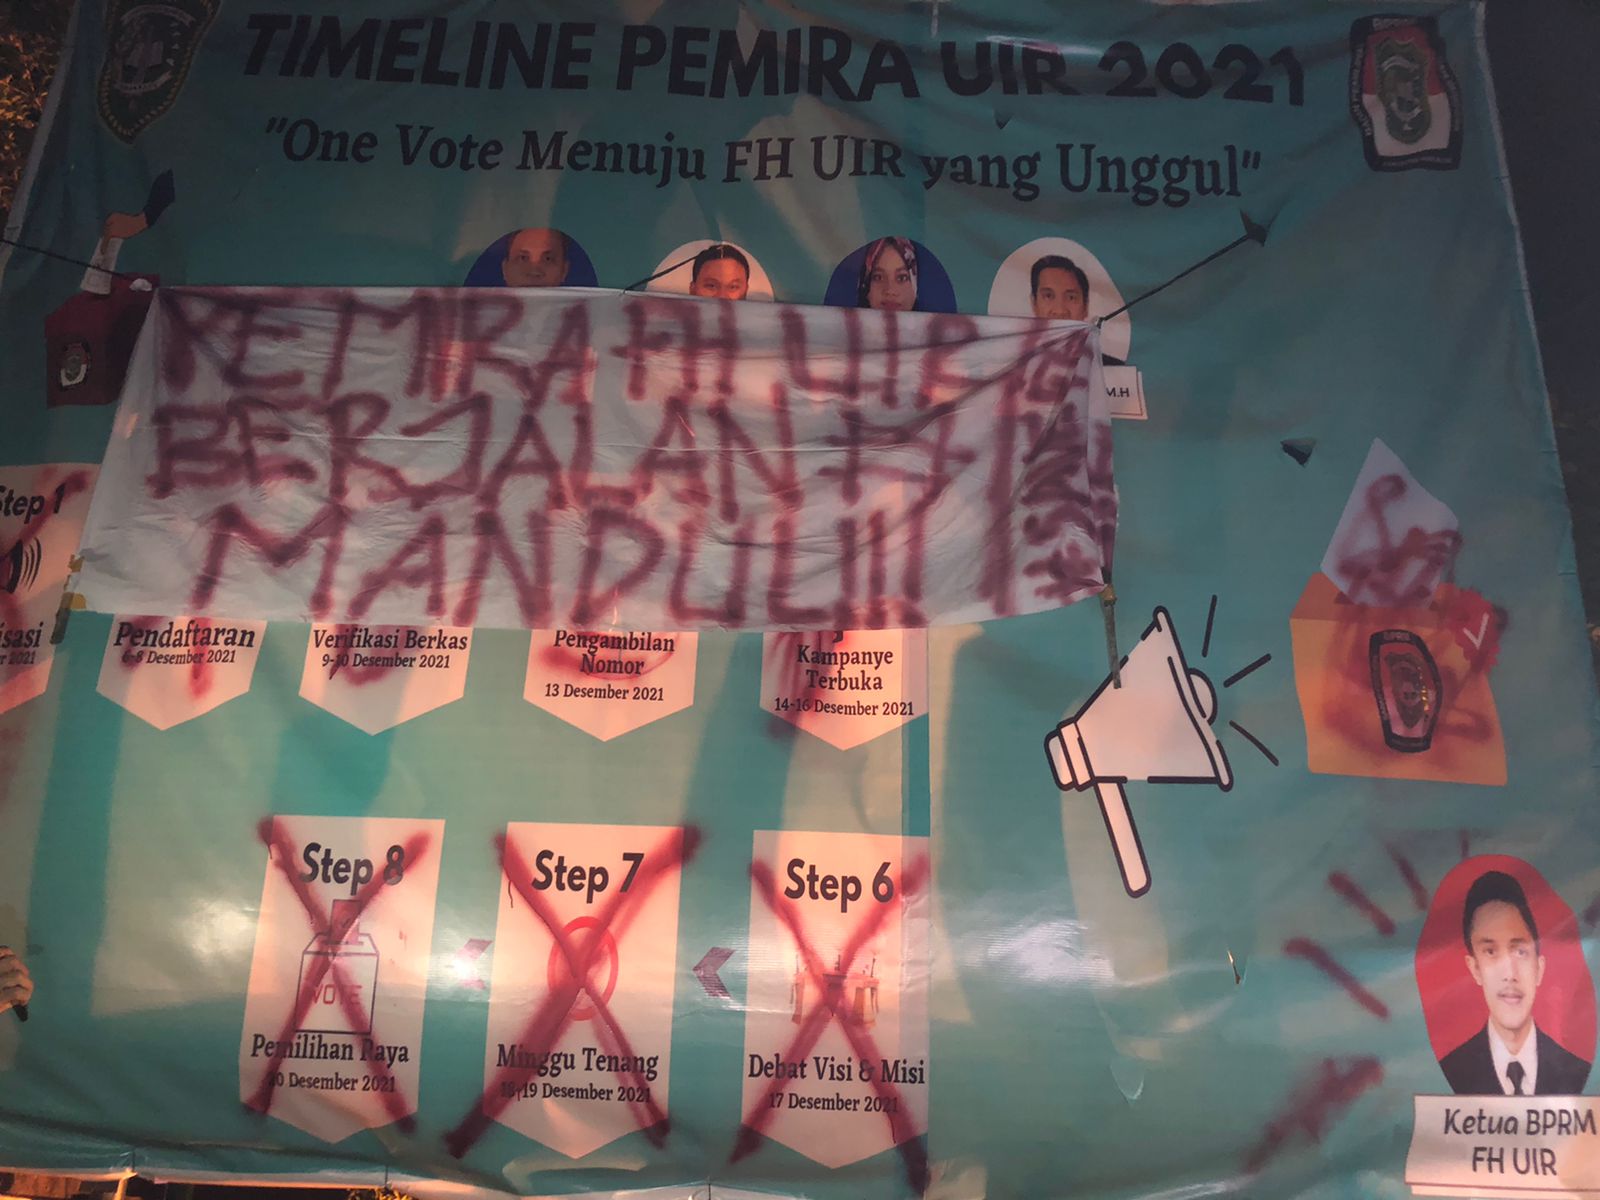 TIMELINE PEMIRA UIR 2021
"One Vote Menuju FH UIR yang Unggul"
M.H
PEMIRA FH UIR
BERJALAN
MANDUL!!!
Step 1
Pendaftaran
6-8 Desember 2021
Verifikasi Berkas
9-10 Desember 2021
Pengambilan
Nomor
13 Desember 2021
Kampanye
Terbuka
14-16 Desember 2021
Step 8
VOTE
Pemilihan Raya
20 Desember 2021
Step 7
Minggu Tenang
18-19 Desember 2021
Step 6
Debat Visi & Misi
17 Desember 2021
Ketua BPRM
FH UIR